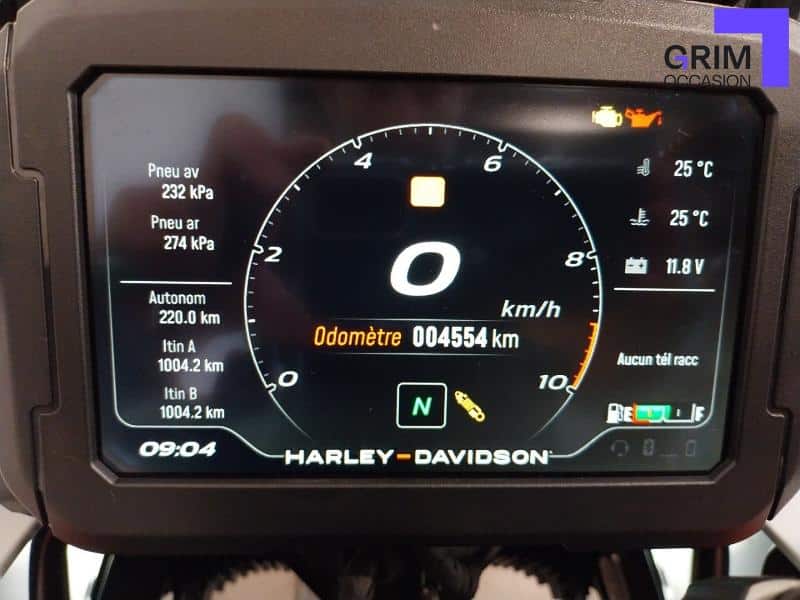 GRIM
OCCASION
Pneu av
232 kPa
Pneu ar
274 kPa
Autonom
220.0 km
Itin A
1004.2 km
Itin B
1004.2 km
09:04
0
2
4
6
8
10
0
km/h
Odomètre 004554 km
N
HARLEY-DAVIDSON
25 °C
25 °C
11.8 V
Aucun tél racc
E F